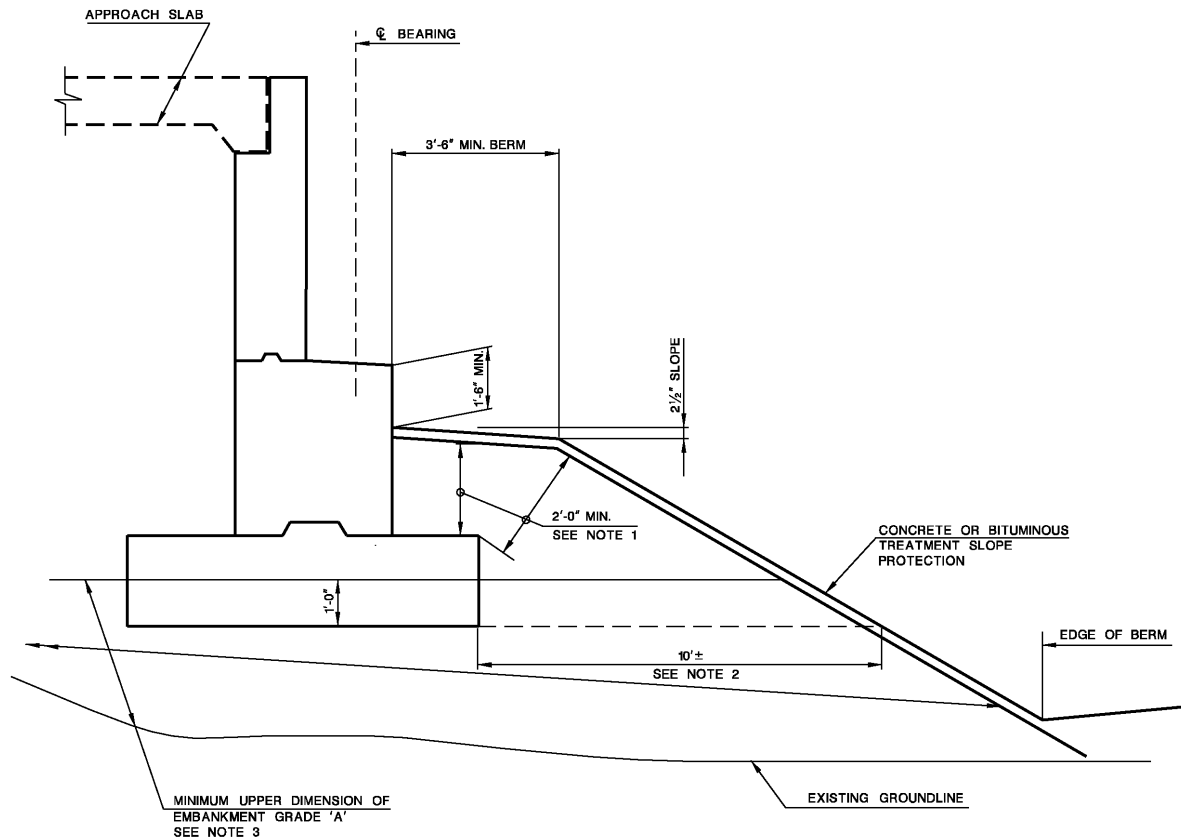 APPROACH SLAB
℄ BEARING
3'-6" MIN. BERM
1'-6" MIN.
2½" SLOPE
2'-0" MIN.
SEE NOTE 1
CONCRETE OR BITUMINOUS
TREATMENT SLOPE
PROTECTION
1'-0"
EDGE OF BERM
10'±
SEE NOTE 2
MINIMUM UPPER DIMENSION OF
EMBANKMENT GRADE 'A'
SEE NOTE 3
EXISTING GROUNDLINE